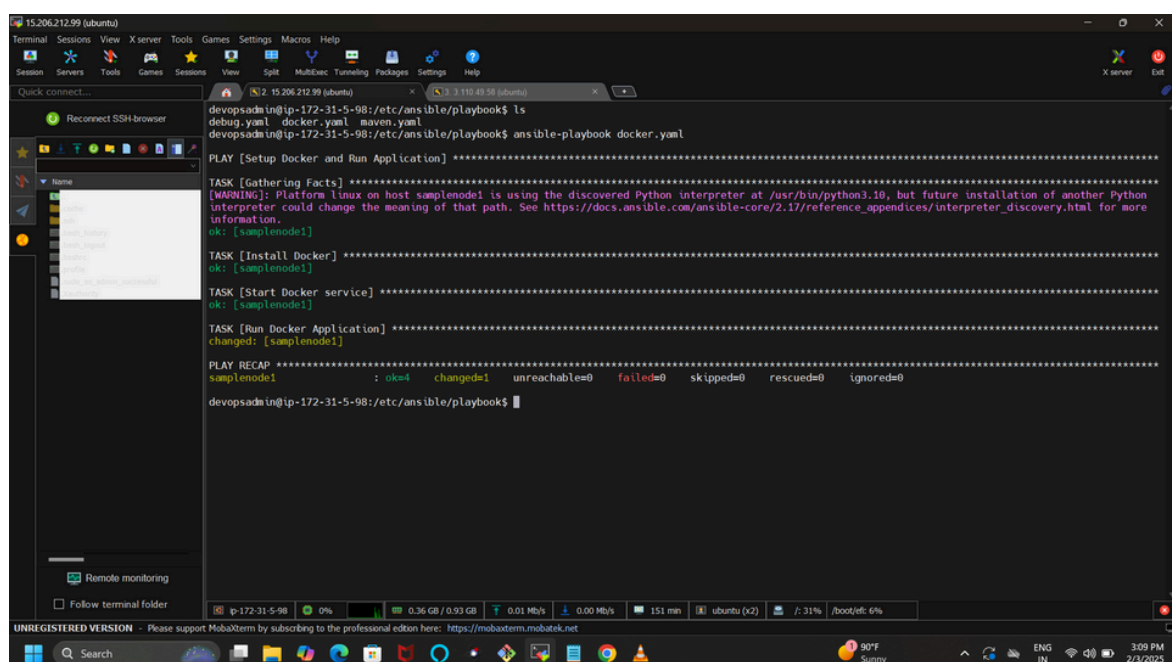 15.206.212.99 (ubuntu)
Terminal Sessions View X server Tools Games Settings Macros Help
Session Servers Tools Games Sessions View Split MultiExec Tunneling Packages Settings Help X server Exit
Quick connect...
2. 15.206.212.99 (ubuntu)
3. 3.110.49.58 (ubuntu)
Reconnect SSH-browser
Name
devopsadmin@ip-172-31-5-98:/etc/ansible/playbook$ ls
debug.yaml docker.yaml maven.yaml
devopsadmin@ip-172-31-5-98:/etc/ansible/playbook$ ansible-playbook docker.yaml
PLAY [Setup Docker and Run Application] ********************************************************************************
TASK [Gathering Facts] ********************************************************************************
[WARNING]: Platform linux on host samplenode1 is using the discovered Python interpreter at /usr/bin/python3.10, but future installation of another Python
interpreter could change the meaning of that path. See https://docs.ansible.com/ansible-core/2.17/reference_appendices/interpreter_discovery.html for more
information.
ok: [samplenode1]
TASK [Install Docker] ********************************************************************************
ok: [samplenode1]
TASK [Start Docker service] ********************************************************************************
ok: [samplenode1]
TASK [Run Docker Application] ********************************************************************************
changed: [samplenode1]
PLAY RECAP ********************************************************************************
samplenode1 : ok=4 changed=1 unreachable=0 failed=0 skipped=0 rescued=0 ignored=0
devopsadmin@ip-172-31-5-98:/etc/ansible/playbook$
Remote monitoring
Follow terminal folder
ip-172-31-5-98 0% 0.36 GB / 0.93 GB 0.01 Mb/s 0.00 Mb/s 151 min ubuntu (x2) /: 31% /boot/efi: 6%
UNREGISTERED VERSION - Please support MobaXterm by subscribing to the professional edition here: https://mobaxterm.mobatek.net
Search
1 90°F
Sunny
ENG
IN
3:09 PM
2/3/2025